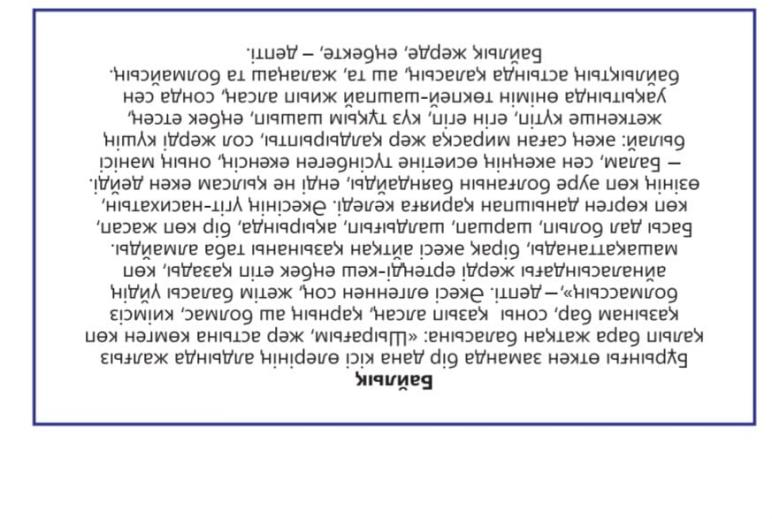 Байлық
Бұрынғы өткен заманда бір дана кісі өлерінің алдында жалғыз
қалып бара жатқан баласына: «Шырағым, жер астына көмген көп
қазынам бар, соны қазып алсаң, қарның аш болмас, киімсіз
болмассың»,–депті. Әкесі өлгеннен соң, жетім баласы үйдің
айналасындағы жерді ертеңді-кеш еңбек етіп қазады, көп
машақаттанады, бірақ әкесі айтқан қазынаны таба алмайды.
Басы дал болып, шаршап, шалдығып, ақырында, бір көп жасап,
көп көрген данышпан қарияға келеді. Әкесінің үгіт-насихатын,
өзінің көп әуре болғанын баяндайды, енді не қылсам екен дейді.
– Балам, сен әкеңнің өсиетіне түсінбеген екенсің, оның мәнісі
былай: әкең саған мирасқа жер қалдырыпты, сол жерді күшің
жеткенше күтіп, егін егіп, күз тұқым шашып, еңбек етсең,
уақытында өнімін төкпей-шашпай жиып алсаң, сонда сен
байлықтың астында қаласың, аш та, жалаңаш та болмайсың.
Байлық жерде, еңбекте, – депті.